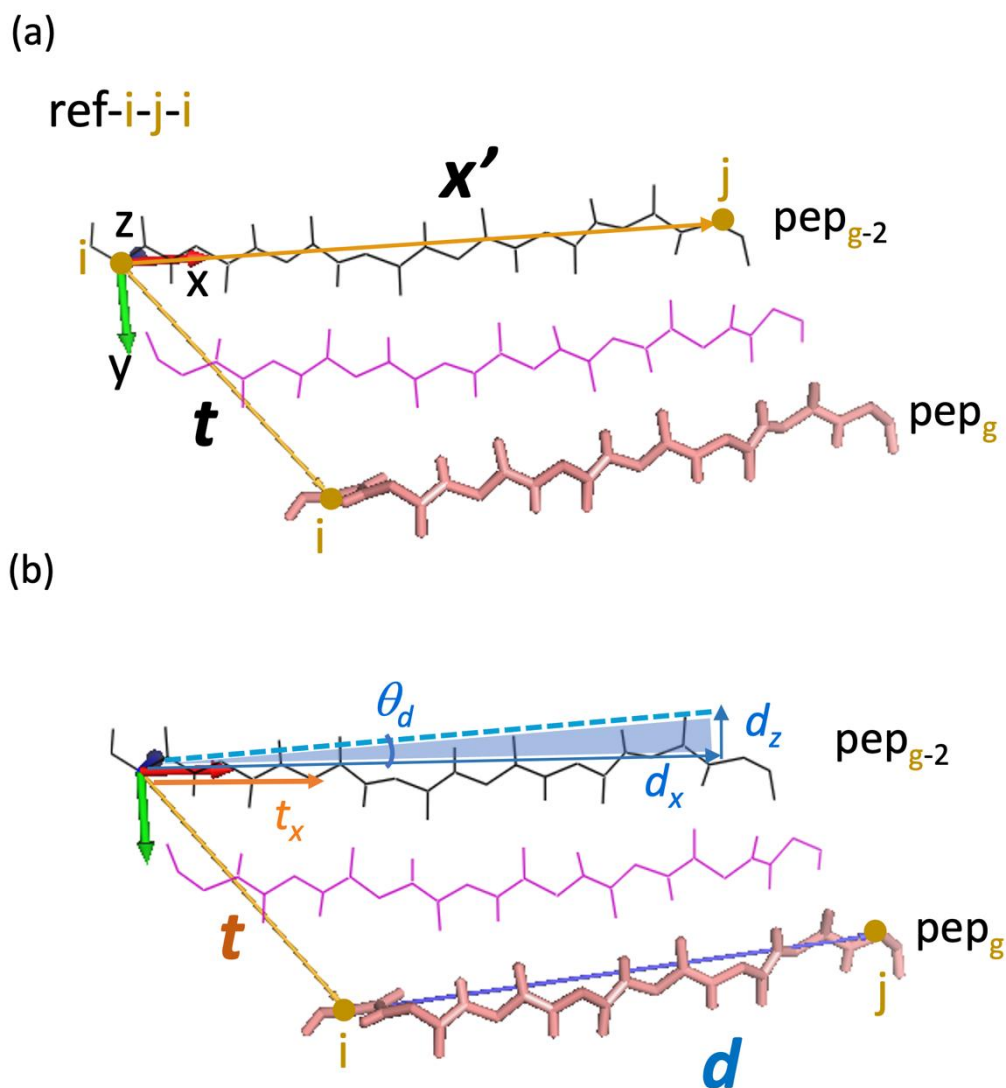 (a)
ref-i-j-i
x’
j
pep_g-2
z
i
x
y
t
pep_g
i
(b)
θ_d
d_z
pep_g-2
d_x
t_x
t
pep_g
j
i
d